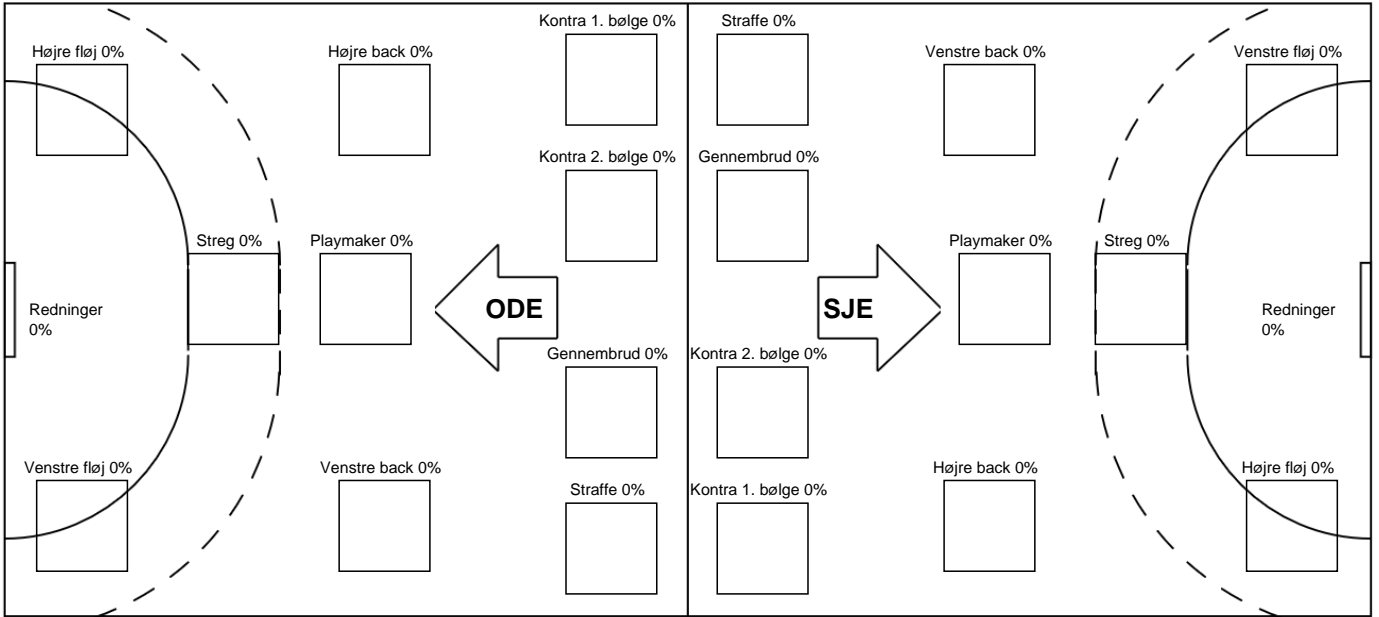 Kontra 1. bølge 0%
Straffe 0%
Højre fløj 0%
Højre back 0%
Venstre back 0%
Venstre fløj 0%
Kontra 2. bølge 0%
Gennembrud 0%
Streg 0%
Playmaker 0%
Playmaker 0%
Streg 0%
Redninger
0%
ODE
SJE
Redninger
0%
Gennembrud 0%
Kontra 2. bølge 0%
Venstre fløj 0%
Venstre back 0%
Straffe 0%
Kontra 1. bølge 0%
Højre back 0%
Højre fløj 0%